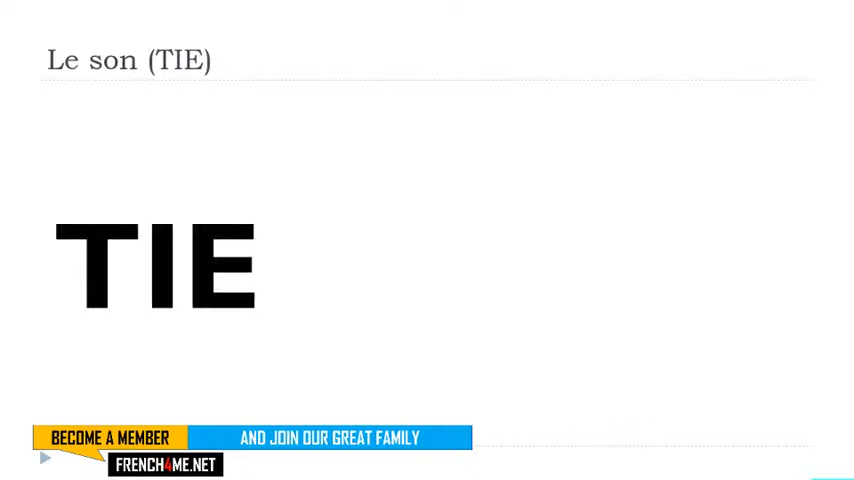 Le son (TIE)
TIE
BECOME A MEMBER AND JOIN OUR GREAT FAMILY
FRENCH4ME.NET